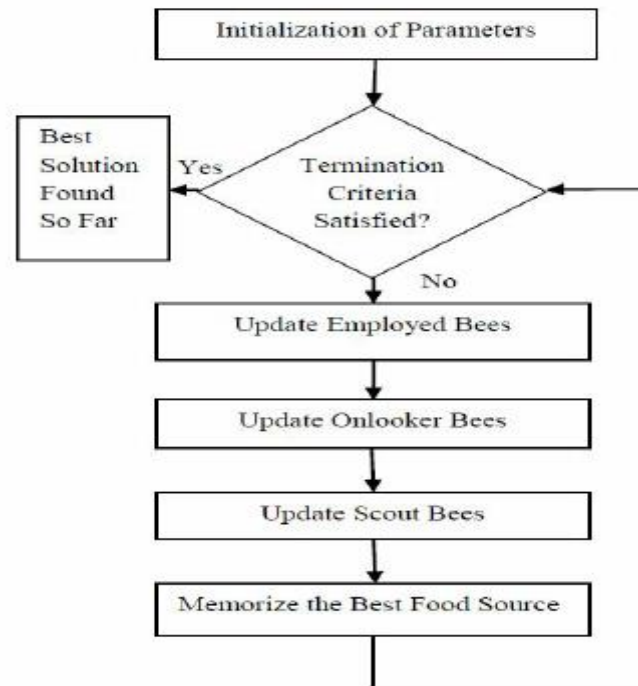 Initialization of Parameters
Best
Solution
Found
So Far
Yes
Termination
Criteria
Satisfied?
No
Update Employed Bees
Update Onlooker Bees
Update Scout Bees
Memorize the Best Food Source